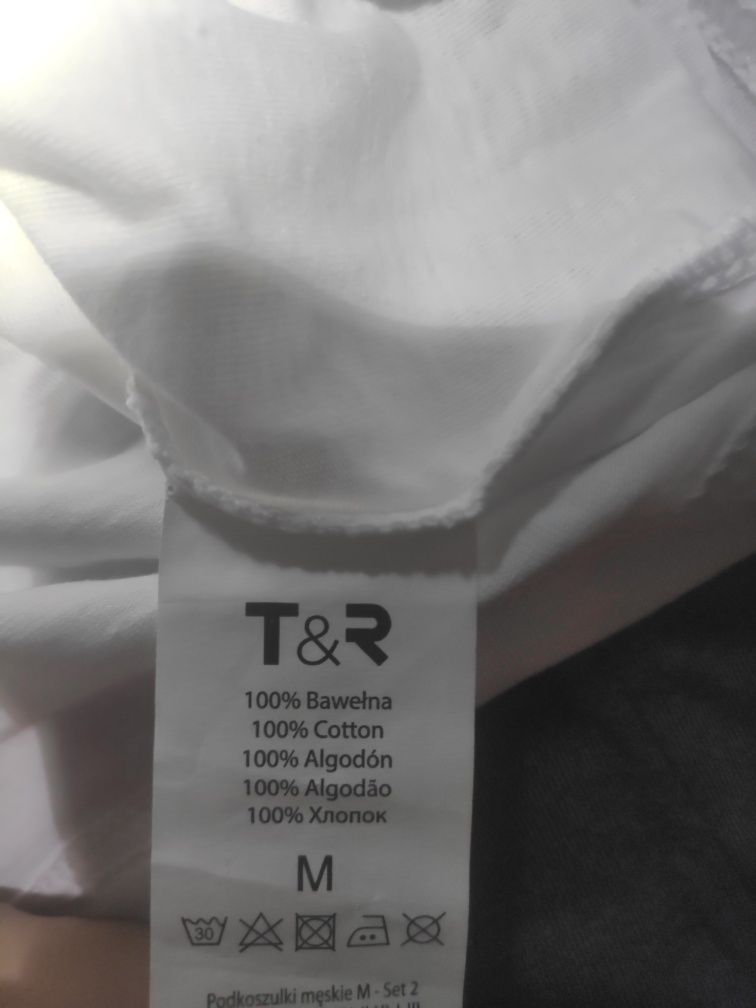 T&R
100% Bawełna
100% Cotton
100% Algodón
100% Algodão
100% Хлопок
M
30
Podkoszulki męskie M - Set 2